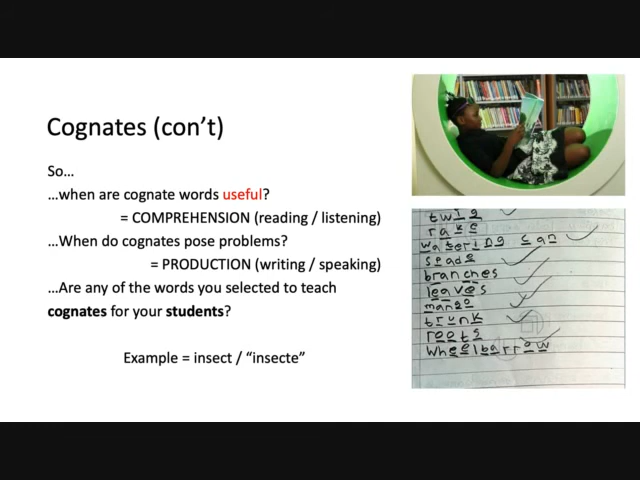 Cognates (con’t)
So…
…when are cognate words useful?
= COMPREHENSION (reading / listening)
…When do cognates pose problems?
= PRODUCTION (writing / speaking)
…Are any of the words you selected to teach
cognates for your students?
Example = insect / “insecte”
twig
rake
watering can
spade
branches
leaves
mango
trunk
roots
wheelbarrow